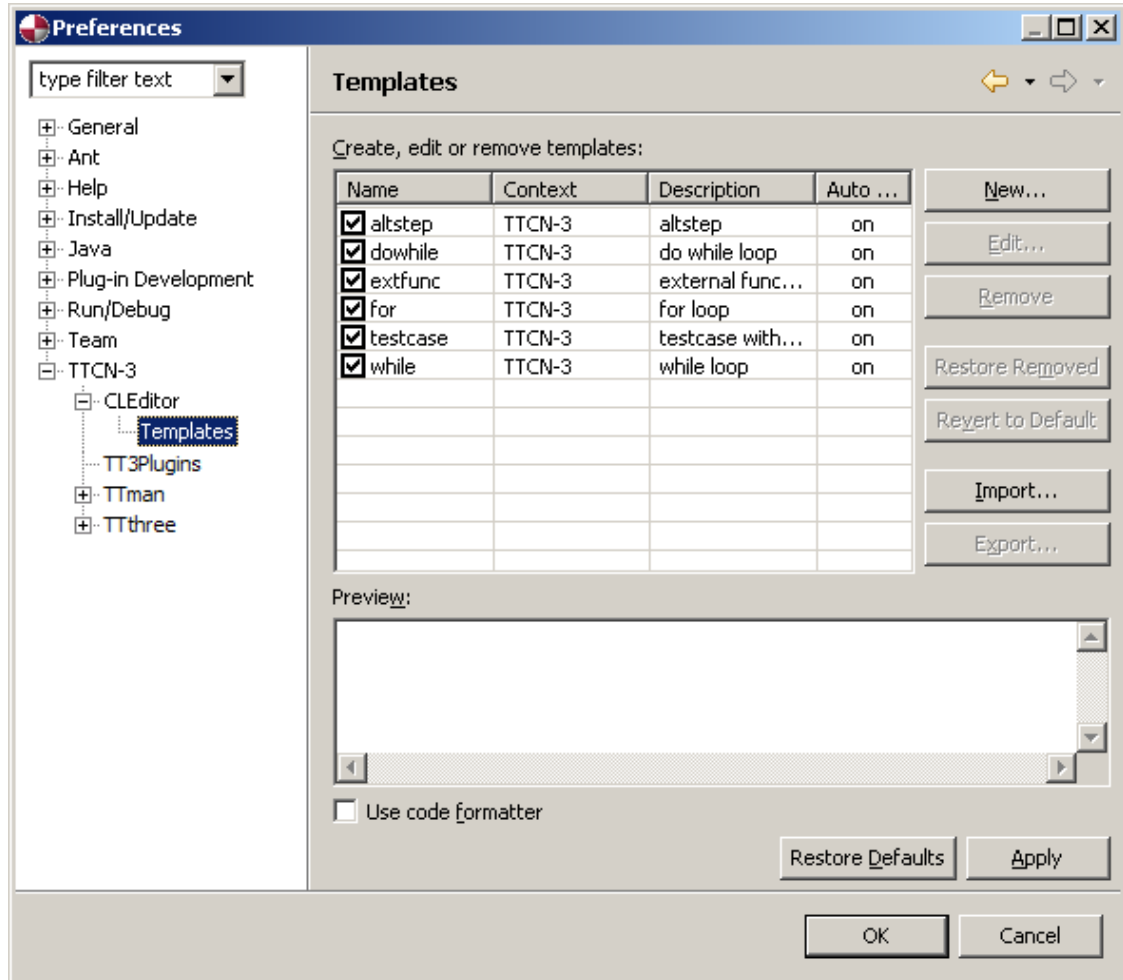 Preferences
type filter text
General
Ant
Help
Install/Update
Java
Plug-in Development
Run/Debug
Team
TTCN-3
CLEditor
Templates
TT3Plugins
TTman
TTthree
Templates
Create, edit or remove templates:
Name Context Description Auto ...
altstep TTCN-3 altstep on
dowhile TTCN-3 do while loop on
extfunc TTCN-3 external func... on
for TTCN-3 for loop on
testcase TTCN-3 testcase with... on
while TTCN-3 while loop on
New...
Edit...
Remove
Restore Removed
Revert to Default
Import...
Export...
Preview:
Use code formatter
Restore Defaults Apply
OK Cancel